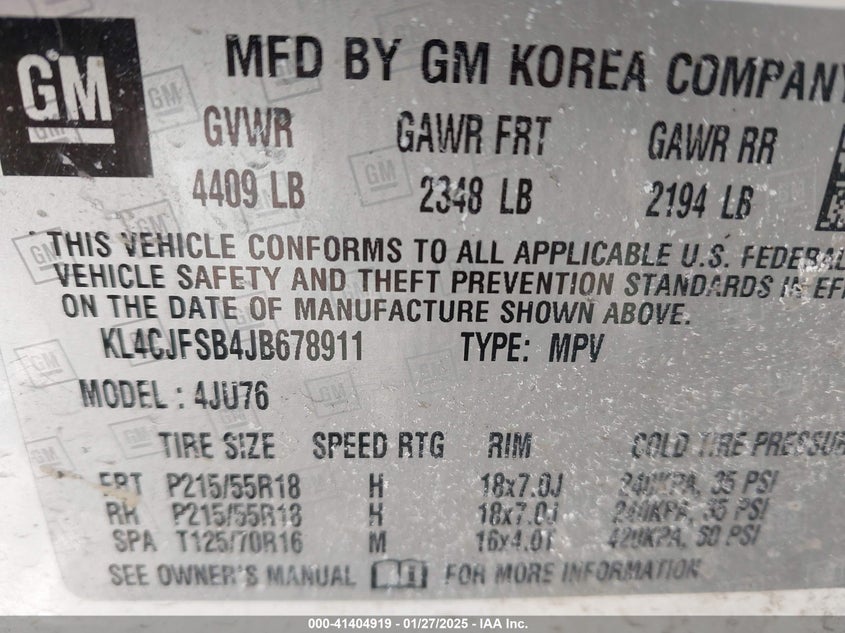 GM
MFD BY GM KOREA COMPANY
GVWR GAWR FRT GAWR RR
4409 LB 2348 LB 2194 LB
THIS VEHICLE CONFORMS TO ALL APPLICABLE U.S. FEDERAL
VEHICLE SAFETY AND THEFT PREVENTION STANDARDS IN EFF
ON THE DATE OF MANUFACTURE SHOWN ABOVE.
KL4CJFSB4JB678911 TYPE: MPV
MODEL : 4JU76
TIRE SIZE SPEED RTG RIM COLD TIRE PRESSUR
FRT P215/55R18 H 18x7.0J 240KPA, 35 PSI
RR P215/55R18 H 18x7.0J 240KPA, 35 PSI
SPA T125/70R16 M 16x4.0T 420KPA, 60 PSI
SEE OWNER'S MANUAL FOR MORE INFORMATION
000-41404919 - 01/27/2025 - IAA Inc.